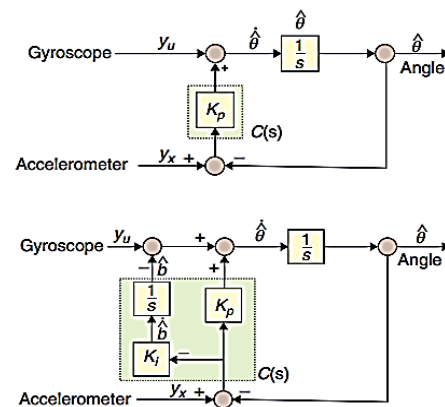 θ̂
Gyroscope y_u θ̂̇ 1/s θ̂
+ Angle
K_p
C(s)
Accelerometer y_x + −
Gyroscope y_u + θ̂̇ 1/s θ̂
− b̂ + Angle
1/s K_p
b̂̇
K_I −
C(s)
Accelerometer y_x + −